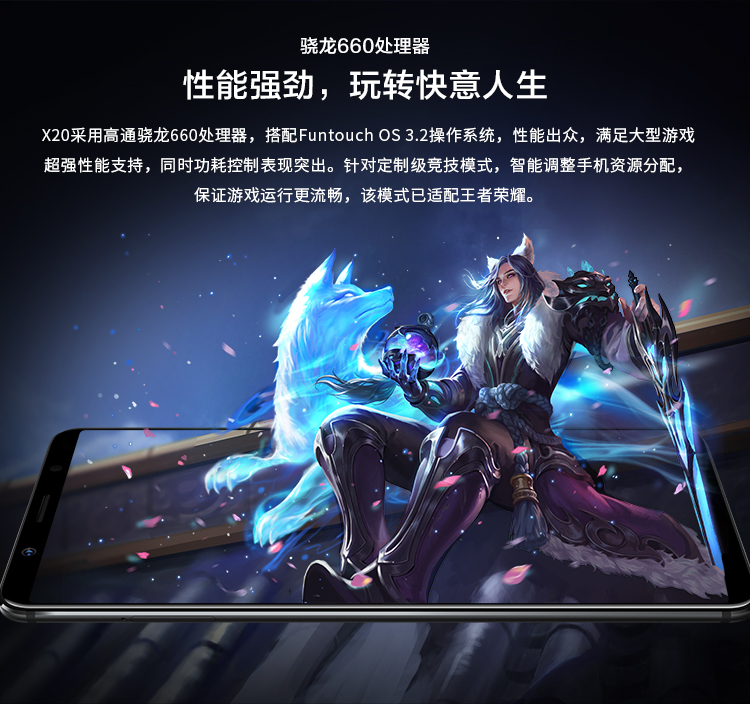 骁龙660处理器
性能强劲，玩转快意人生
X20采用高通骁龙660处理器，搭配Funtouch OS 3.2操作系统，性能出众，满足大型游戏
超强性能支持，同时功耗控制表现突出。针对定制级竞技模式，智能调整手机资源分配，
保证游戏运行更流畅，该模式已适配王者荣耀。